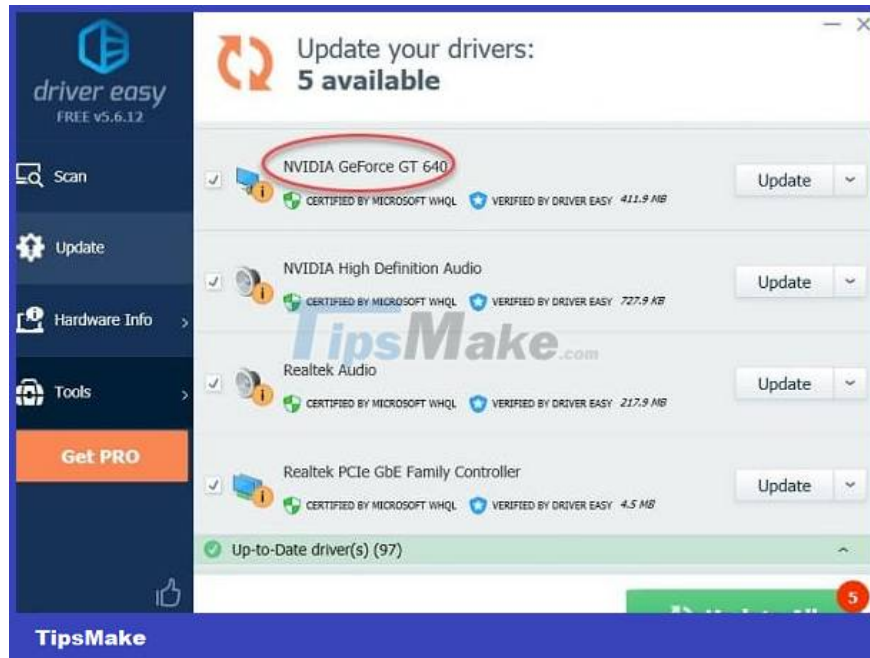 driver easy
FREE v5.6.12
Scan
Update
Hardware Info
Tools
Get PRO
Update your drivers:
5 available
NVIDIA GeForce GT 640
CERTIFIED BY MICROSOFT WHQL VERIFIED BY DRIVER EASY 411.9 MB
Update
NVIDIA High Definition Audio
CERTIFIED BY MICROSOFT WHQL VERIFIED BY DRIVER EASY 727.9 KB
Update
TipsMake.com
Realtek Audio
CERTIFIED BY MICROSOFT WHQL VERIFIED BY DRIVER EASY 217.9 MB
Update
Realtek PCIe GbE Family Controller
CERTIFIED BY MICROSOFT WHQL VERIFIED BY DRIVER EASY 4.5 MB
Update
Up-to-Date driver(s) (97)
5
Update All
TipsMake